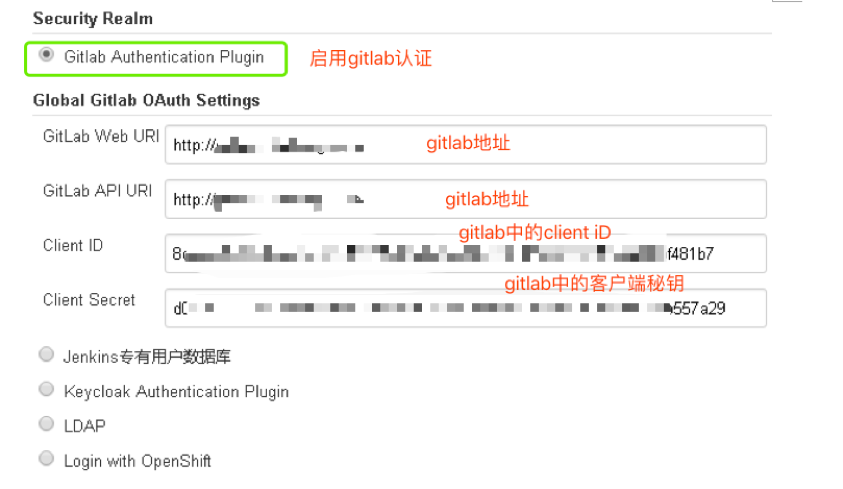 Security Realm
Gitlab Authentication Plugin 启用gitlab认证
Global Gitlab OAuth Settings
GitLab Web URI http:// gitlab地址
GitLab API URI http:// gitlab地址
gitlab中的client iD
Client ID 8 f481b7
gitlab中的客户端秘钥
Client Secret 557a29
Jenkins专有用户数据库
Keycloak Authentication Plugin
LDAP
Login with OpenShift